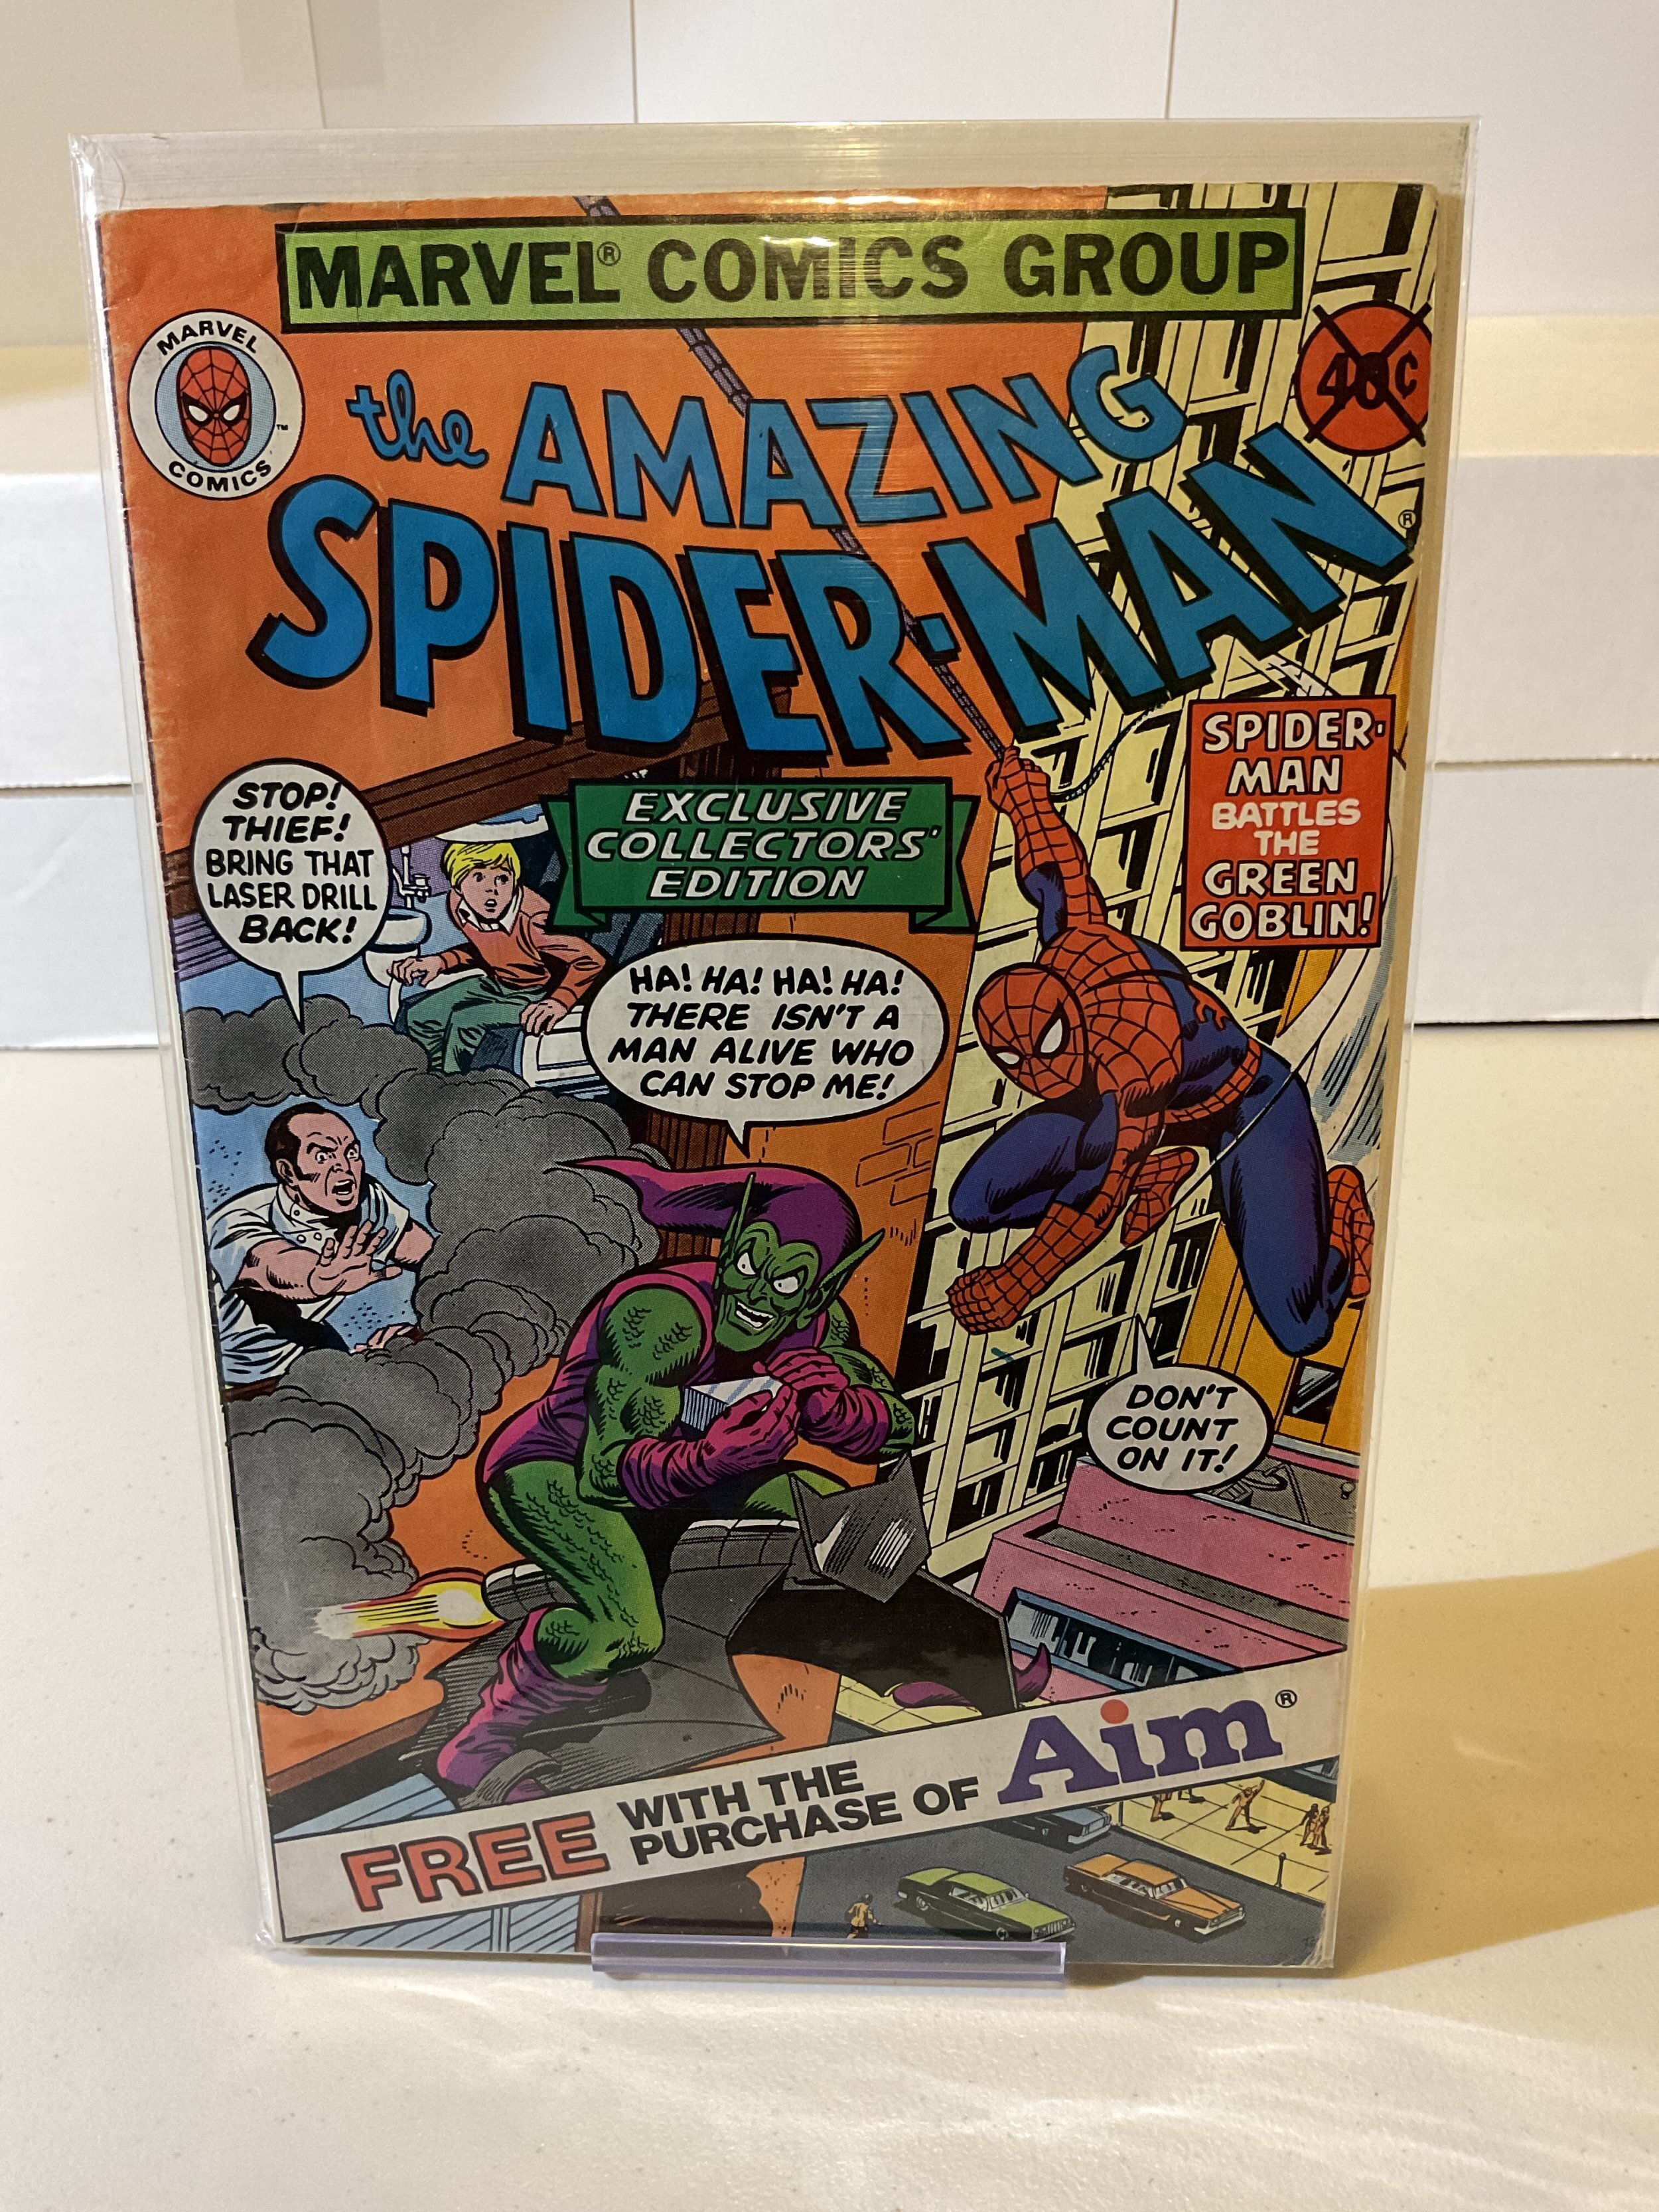 MARVEL® COMICS GROUP
MARVEL
COMICS
TM
the AMAZING
SPIDER-MAN
®
SPIDER-
MAN
BATTLES
THE
GREEN
GOBLIN!
EXCLUSIVE
COLLECTORS'
EDITION
STOP!
THIEF!
BRING THAT
LASER DRILL
BACK!
HA! HA! HA! HA!
THERE ISN'T A
MAN ALIVE WHO
CAN STOP ME!
DON'T
COUNT
ON IT!
FREE WITH THE
PURCHASE OF Aim®